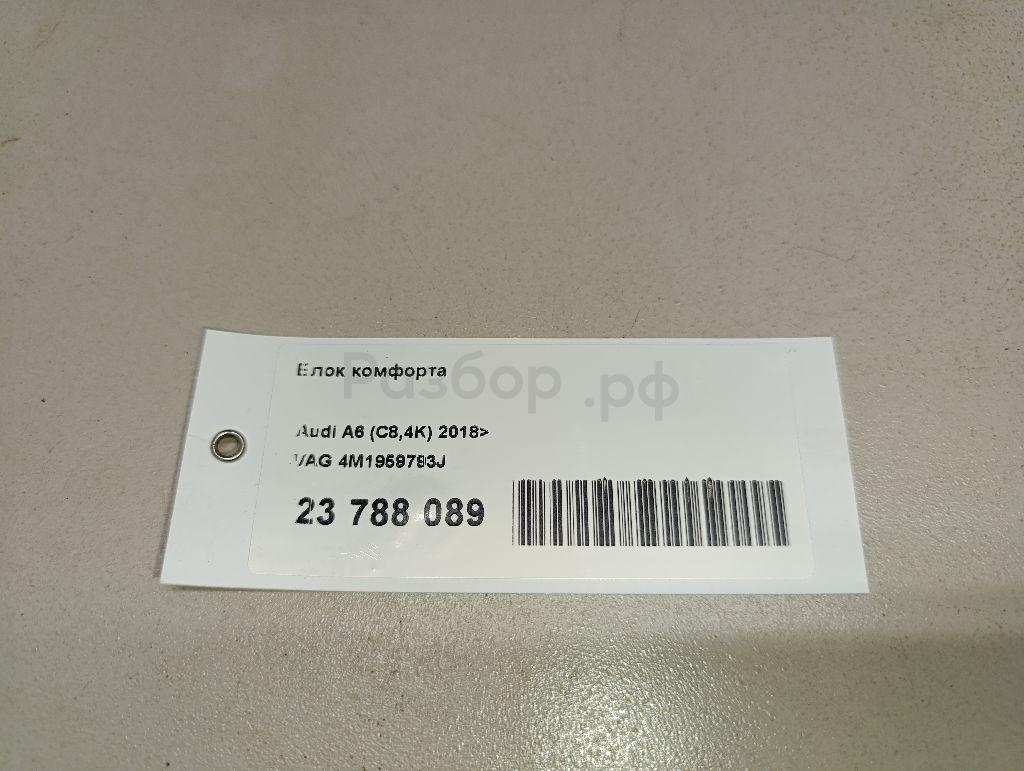 Блок комфорта
Разбор.рф
Audi A6 (C8,4K) 2018>
VAG 4M1959793J
23 788 089